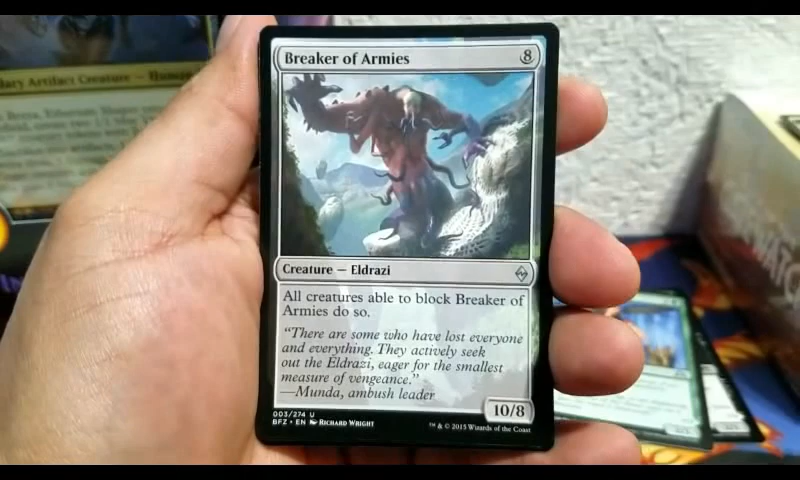 Breaker of Armies 8
Creature — Eldrazi
All creatures able to block Breaker of
Armies do so.
“There are some who have lost everyone
and everything. They actively seek
out the Eldrazi, eager for the smallest
measure of vengeance.”
—Munda, ambush leader
10/8
003/274 U
BFZ • EN Richard Wright
™ & © 2015 Wizards of the Coast
Artifact Creature —